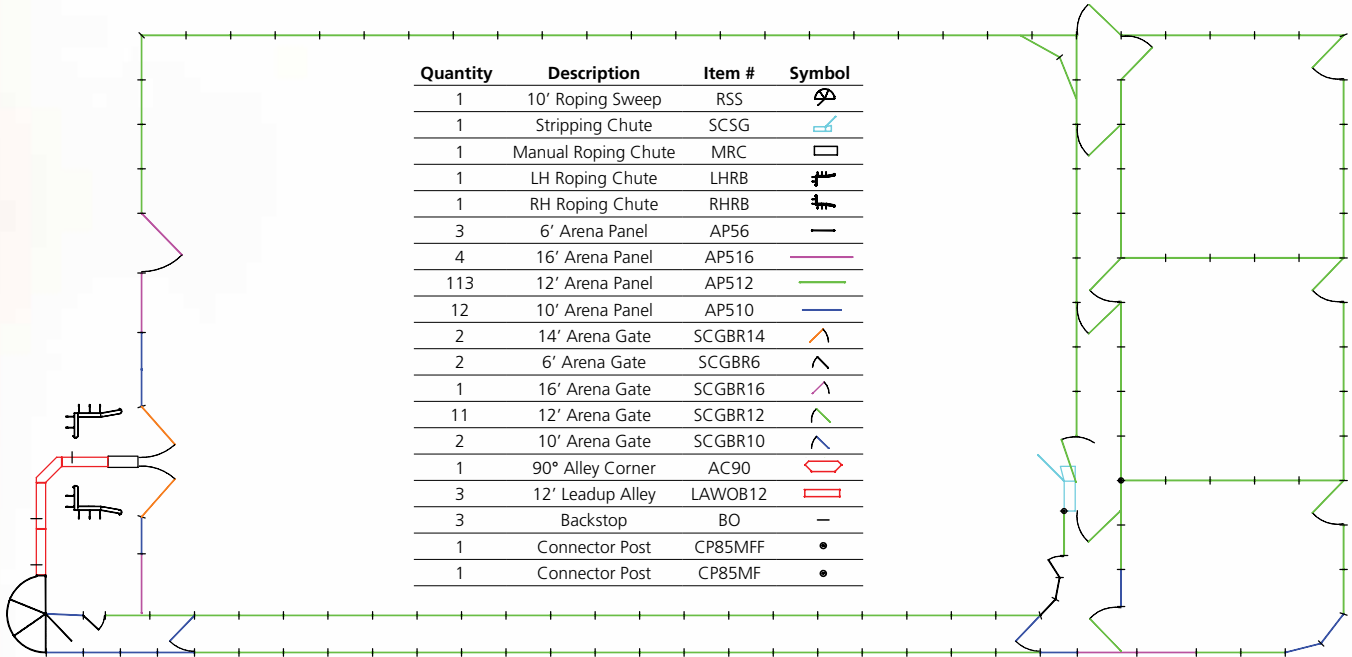 Quantity Description Item # Symbol
1 10’ Roping Sweep RSS
1 Stripping Chute SCSG
1 Manual Roping Chute MRC
1 LH Roping Chute LHRB
1 RH Roping Chute RHRB
3 6’ Arena Panel AP56
4 16’ Arena Panel AP516
113 12’ Arena Panel AP512
12 10’ Arena Panel AP510
2 14’ Arena Gate SCGBR14
2 6’ Arena Gate SCGBR6
1 16’ Arena Gate SCGBR16
11 12’ Arena Gate SCGBR12
2 10’ Arena Gate SCGBR10
1 90° Alley Corner AC90
3 12’ Leadup Alley LAWOB12
3 Backstop BO
1 Connector Post CP85MFF
1 Connector Post CP85MF